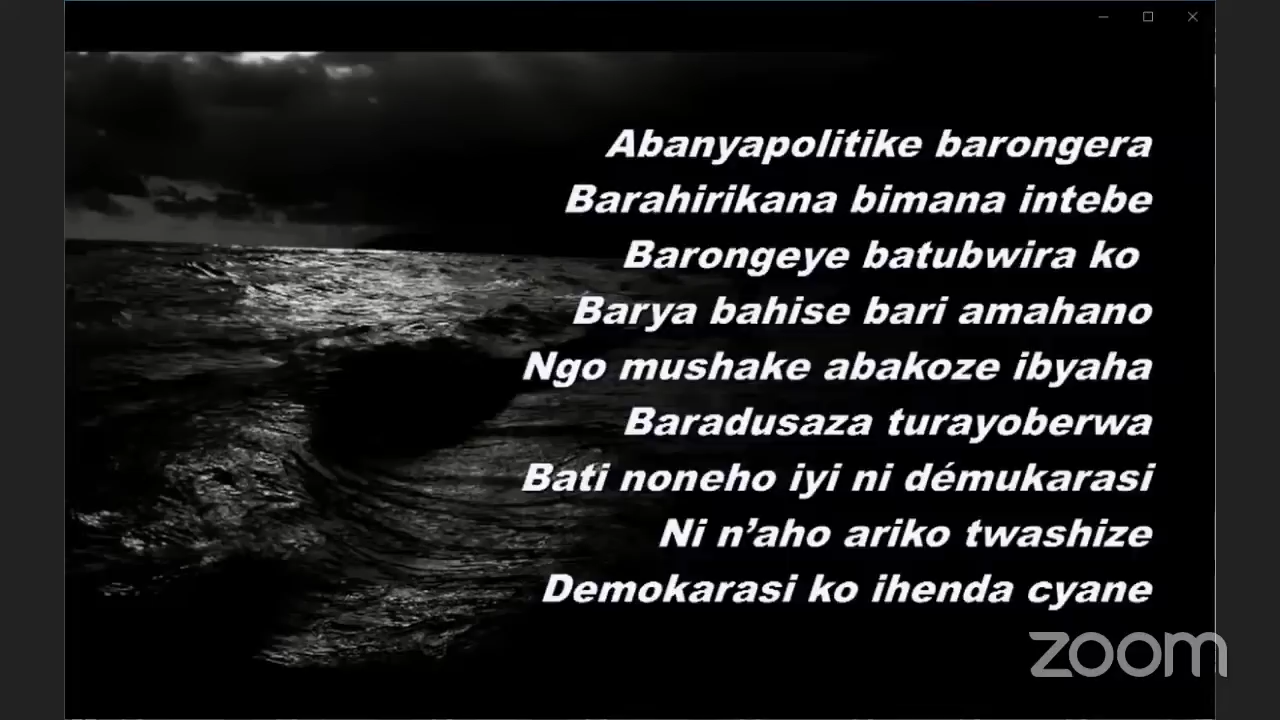 Abanyapolitike barongera
Barahirikana bimana intebe
Barongeye batubwira ko
Barya bahise bari amahano
Ngo mushake abakoze ibyaha
Baradusaza turayoberwa
Bati noneho iyi ni démukarasi
Ni n’aho ariko twashize
Demokarasi ko ihenda cyane
zoom